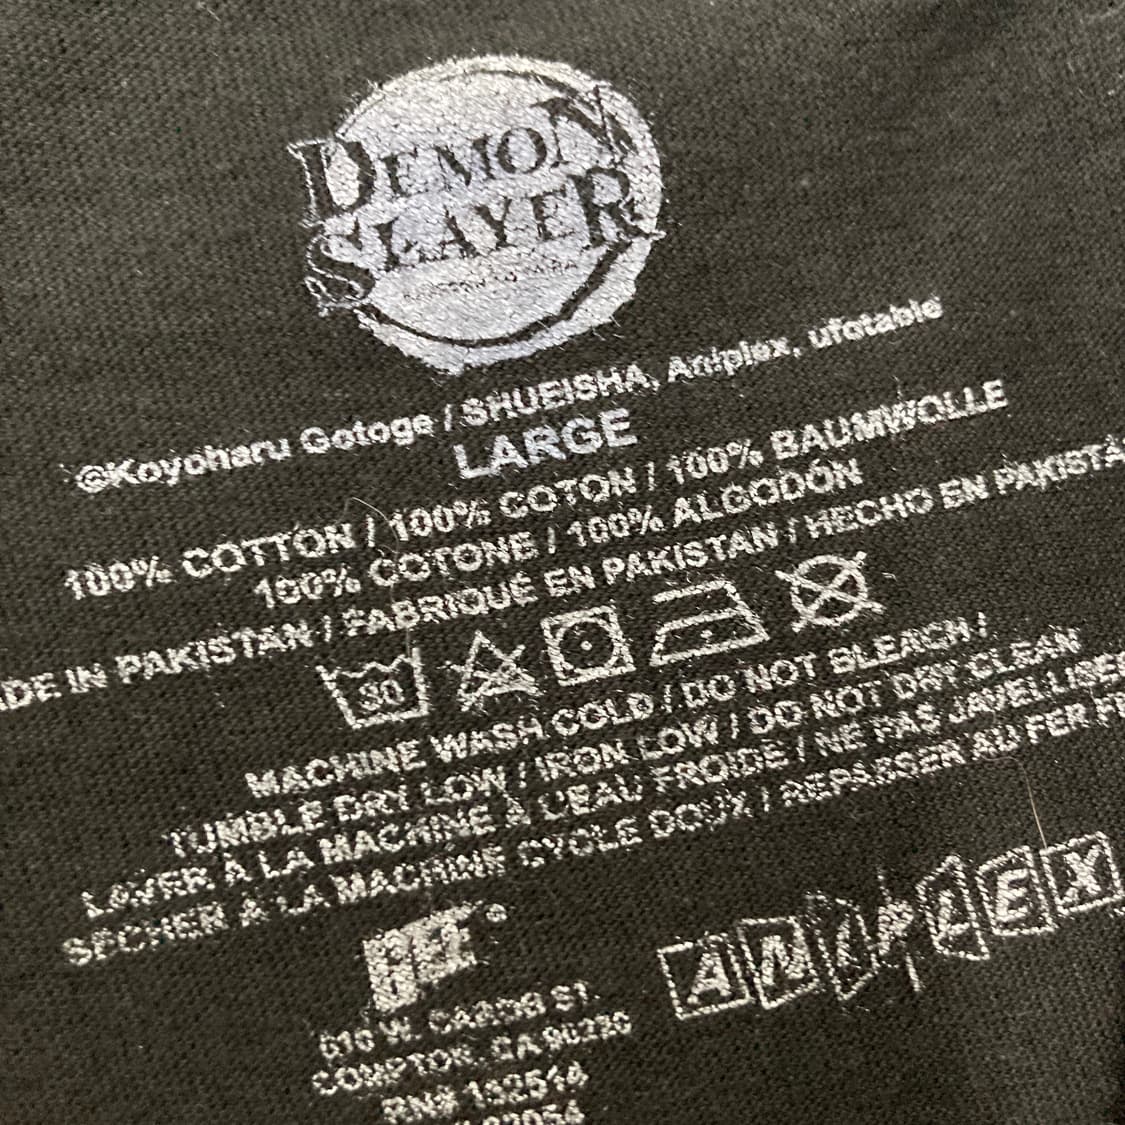 DEMON
SLAYER
©Koyoharu Gotoge / SHUEISHA, Aniplex, ufotable
LARGE
100% COTTON / 100% COTON / 100% BAUMWOLLE
100% COTONE / 100% ALGODÓN
ADE IN PAKISTAN / FABRIQUÉ EN PAKISTAN / HECHO EN PAKISTÁ
30
MACHINE WASH COLD / DO NOT BLEACH /
TUMBLE DRY LOW / IRON LOW / DO NOT DRY CLEAN
LAVER À LA MACHINE À L'EAU FROIDE / NE PAS JAVELLISER
SÉCHER À LA MACHINE CYCLE DOUX / REPASSER AU FER
ANIPLEX
COMPTON, CA
RN# 132514